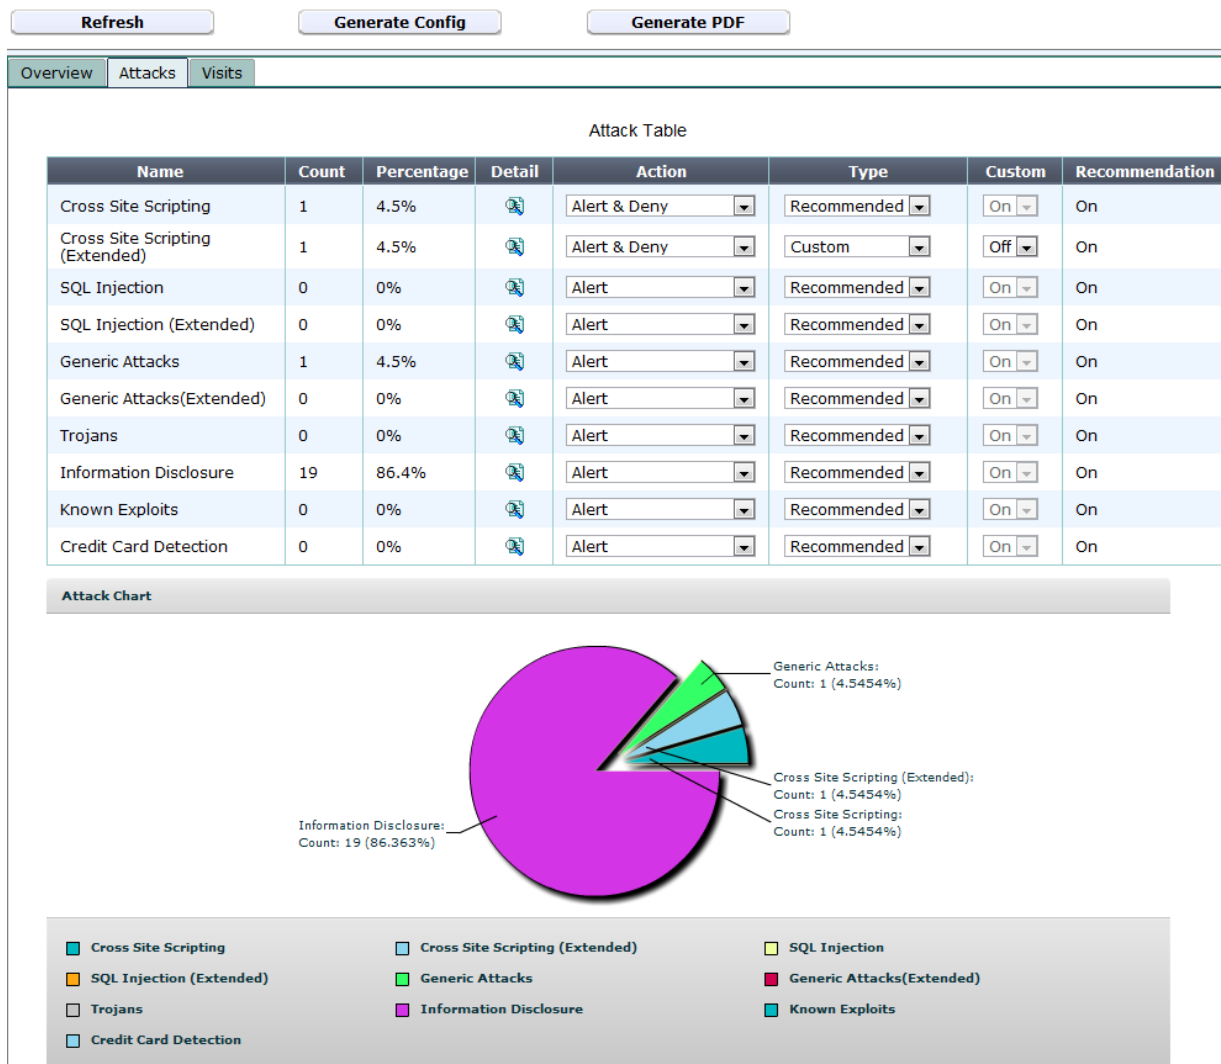 Refresh Generate Config Generate PDF
Overview Attacks Visits
Attack Table
Name Count Percentage Detail Action Type Custom Recommendation
Cross Site Scripting 1 4.5% Alert & Deny Recommended On On
Cross Site Scripting
(Extended) 1 4.5% Alert & Deny Custom Off On
SQL Injection 0 0% Alert Recommended On On
SQL Injection (Extended) 0 0% Alert Recommended On On
Generic Attacks 1 4.5% Alert Recommended On On
Generic Attacks(Extended) 0 0% Alert Recommended On On
Trojans 0 0% Alert Recommended On On
Information Disclosure 19 86.4% Alert Recommended On On
Known Exploits 0 0% Alert Recommended On On
Credit Card Detection 0 0% Alert Recommended On On
Attack Chart
Generic Attacks:
Count: 1 (4.5454%)
Cross Site Scripting (Extended):
Count: 1 (4.5454%)
Cross Site Scripting:
Count: 1 (4.5454%)
Information Disclosure:
Count: 19 (86.363%)
Cross Site Scripting Cross Site Scripting (Extended) SQL Injection
SQL Injection (Extended) Generic Attacks Generic Attacks(Extended)
Trojans Information Disclosure Known Exploits
Credit Card Detection